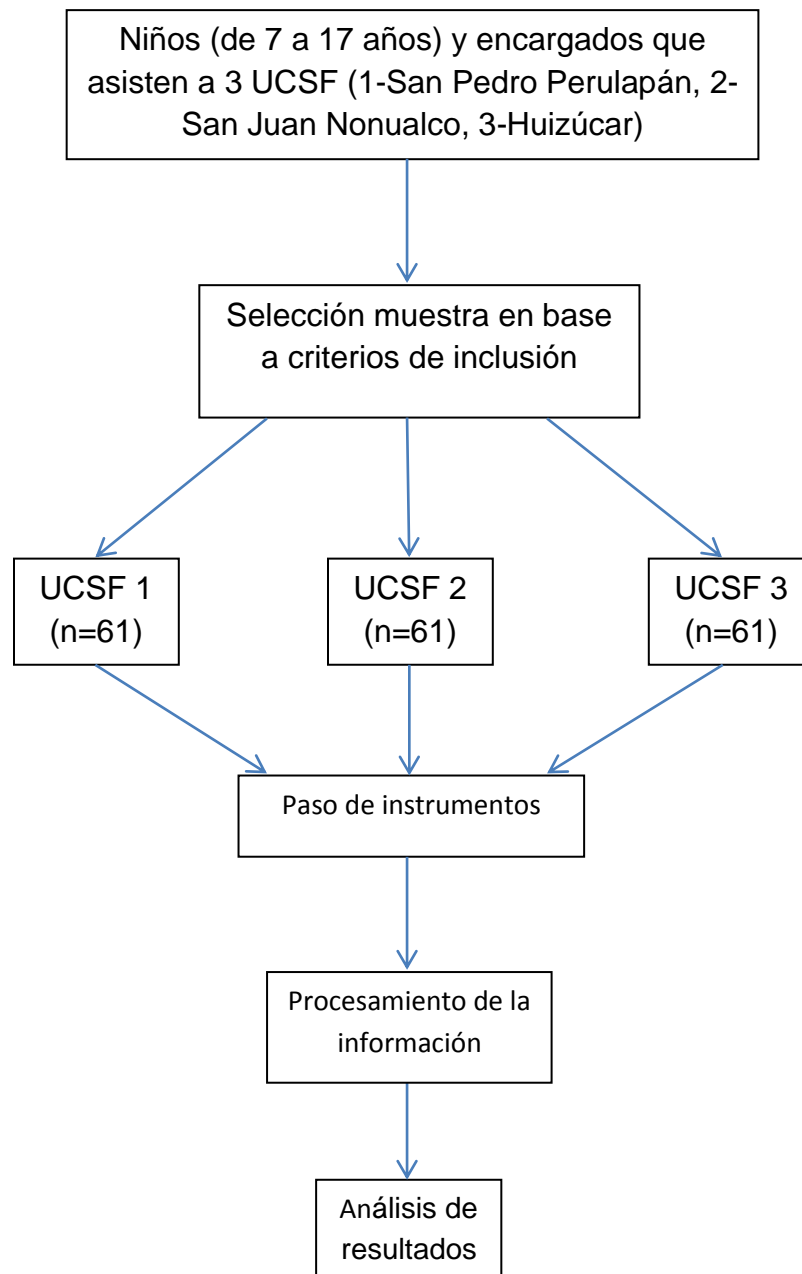 Niños (de 7 a 17 años) y encargados que
asisten a 3 UCSF (1-San Pedro Perulapán, 2-
San Juan Nonualco, 3-Huizúcar)
Selección muestra en base
a criterios de inclusión
UCSF 1
(n=61)
UCSF 2
(n=61)
UCSF 3
(n=61)
Paso de instrumentos
Procesamiento de la
información
Análisis de
resultados